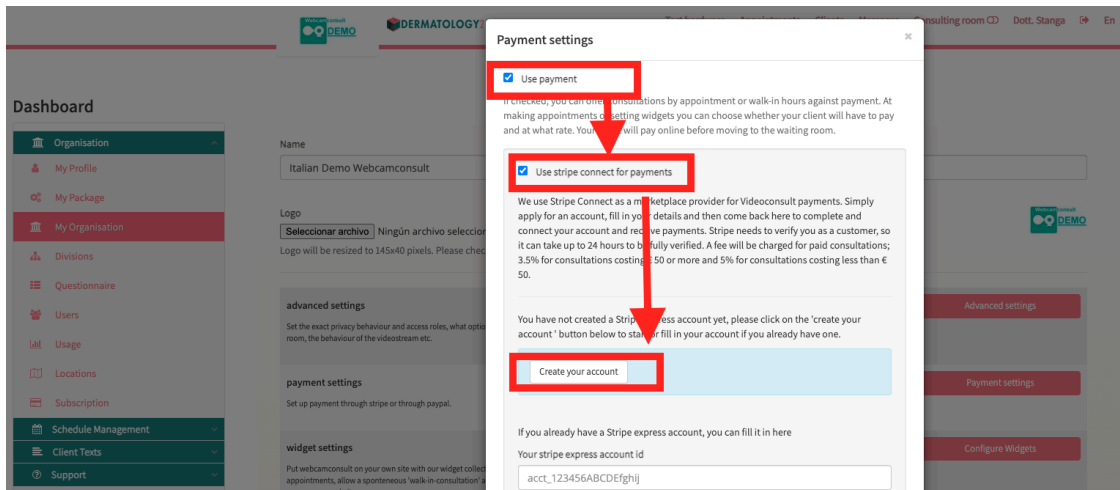 Webcamconsult
DEMO
DERMATOLOGY
Consulting room
Dott. Stanga
En
Payment settings
×
Use payment
If checked, you can offer consultations by appointment or walk-in hours against payment. At
making appointments or setting widgets you can choose whether your client will have to pay
and at what rate. Your will pay online before moving to the waiting room.
Use stripe connect for payments
We use Stripe Connect as a marketplace provider for Videoconsult payments. Simply
apply for an account, fill in your details and then come back here to complete and
connect your account and receive payments. Stripe needs to verify you as a customer, so
it can take up to 24 hours to be fully verified. A fee will be charged for paid consultations;
3.5% for consultations costing € 50 or more and 5% for consultations costing less than €
50.
You have not created a Stripe express account yet, please click on the 'create your
account ' button below to start or fill in your account if you already have one.
Create your account
If you already have a Stripe express account, you can fill it in here
Your stripe express account id
acct_123456ABCDEfghij
Dashboard
Organisation
My Profile
My Package
My Organisation
Divisions
Questionnaire
Users
Usage
Locations
Subscription
Schedule Management
Client Texts
Support
Name
Italian Demo Webcamconsult
Logo
Seleccionar archivo Ningún archivo seleccior
Logo will be resized to 145x40 pixels. Please chec
Webcamconsult
DEMO
advanced settings
Set the exact privacy behaviour and access roles, what optio
room, the behaviour of the videostream etc.
Advanced settings
payment settings
Set up payment through stripe or through paypal.
Payment settings
widget settings
Put webcamconsult on your own site with our widget collec
appointments, allow a sponteneous 'walk-in-consultation' a
Configure Widgets